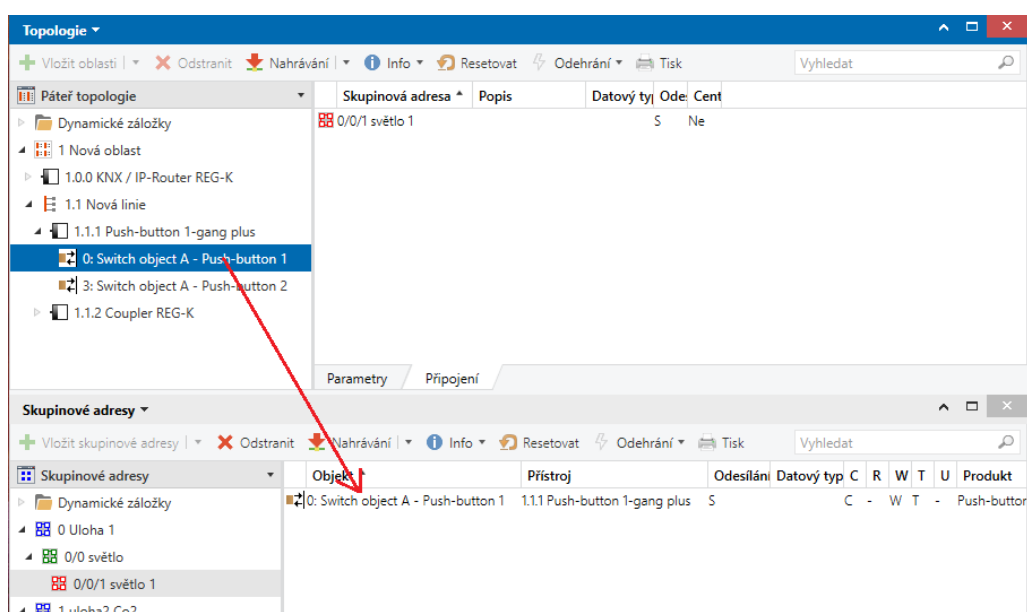 Topologie
Vložit oblasti Odstranit Nahrávání Info Resetovat Odehrání Tisk Vyhledat
Páteř topologie
Skupinová adresa Popis Datový typ Ode: Cent
Dynamické záložky
0/0/1 světlo 1 S Ne
1 Nová oblast
1.0.0 KNX / IP-Router REG-K
1.1 Nová linie
1.1.1 Push-button 1-gang plus
0: Switch object A - Push-button 1
3: Switch object A - Push-button 2
1.1.2 Coupler REG-K
Parametry Připojení
Skupinové adresy
Vložit skupinové adresy Odstranit Nahrávání Info Resetovat Odehrání Tisk Vyhledat
Skupinové adresy
Objekt Přístroj Odesílání Datový typ C R W T U Produkt
Dynamické záložky
0: Switch object A - Push-button 1 1.1.1 Push-button 1-gang plus S C - W T - Push-button
0 Uloha 1
0/0 světlo
0/0/1 světlo 1
1 uloha2 Co2